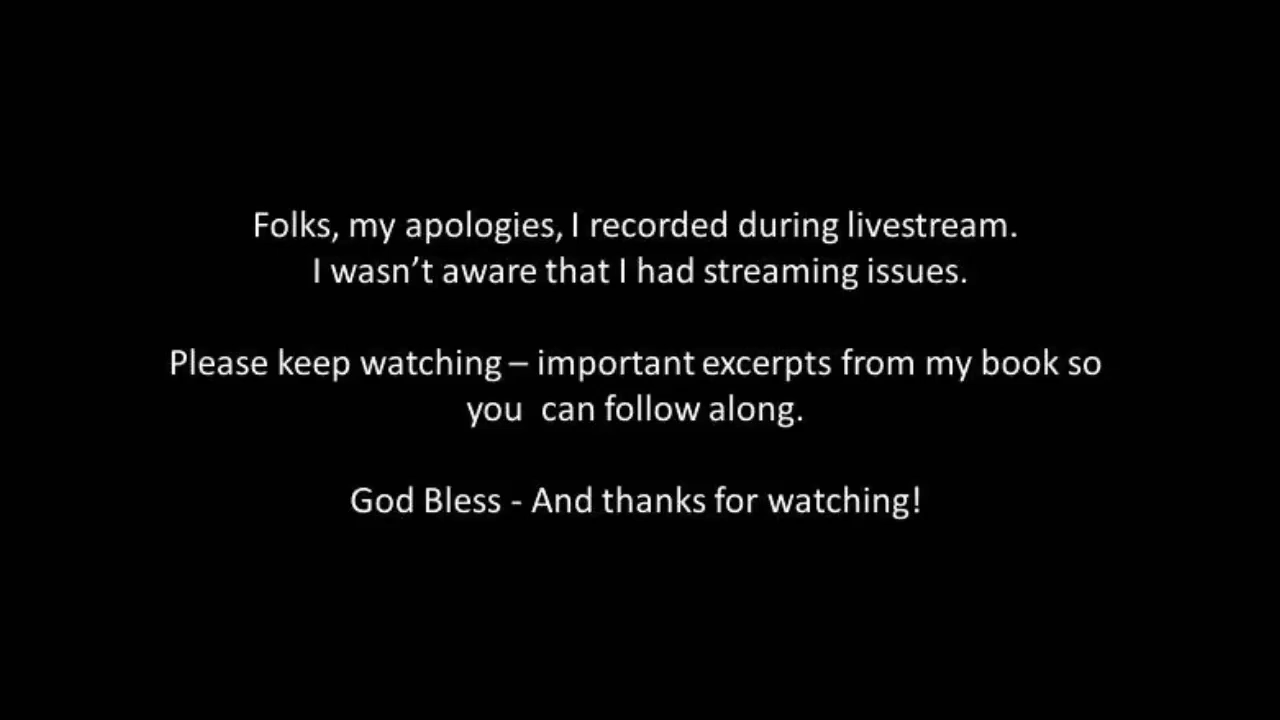 Folks, my apologies, I recorded during livestream.
I wasn’t aware that I had streaming issues.
Please keep watching – important excerpts from my book so
you  can follow along.
God Bless - And thanks for watching!